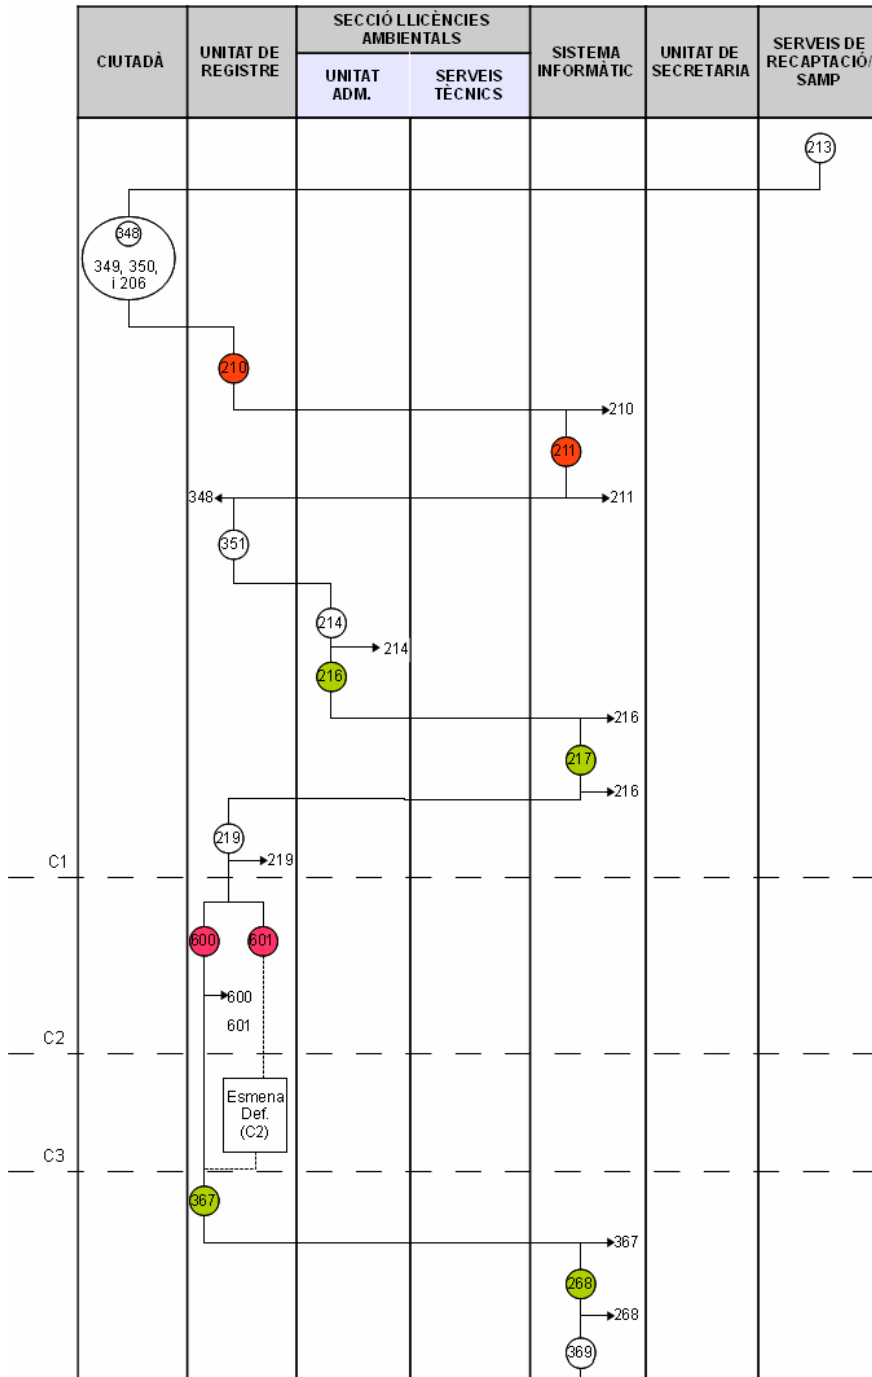 SECCIÓ LLICÈNCIES
AMBIENTALS
CIUTADÀ
UNITAT DE
REGISTRE
UNITAT
ADM.
SERVEIS
TÈCNICS
SISTEMA
INFORMÀTIC
UNITAT DE
SECRETARIA
SERVEIS DE
RECAPTACIÓ/
SAMP
213
348
349, 350,
i 206
210
210
211
348
211
351
214
214
216
216
217
216
219
C1
219
600
601
600
601
C2
Esmena
Def.
(C2)
C3
367
367
268
268
369